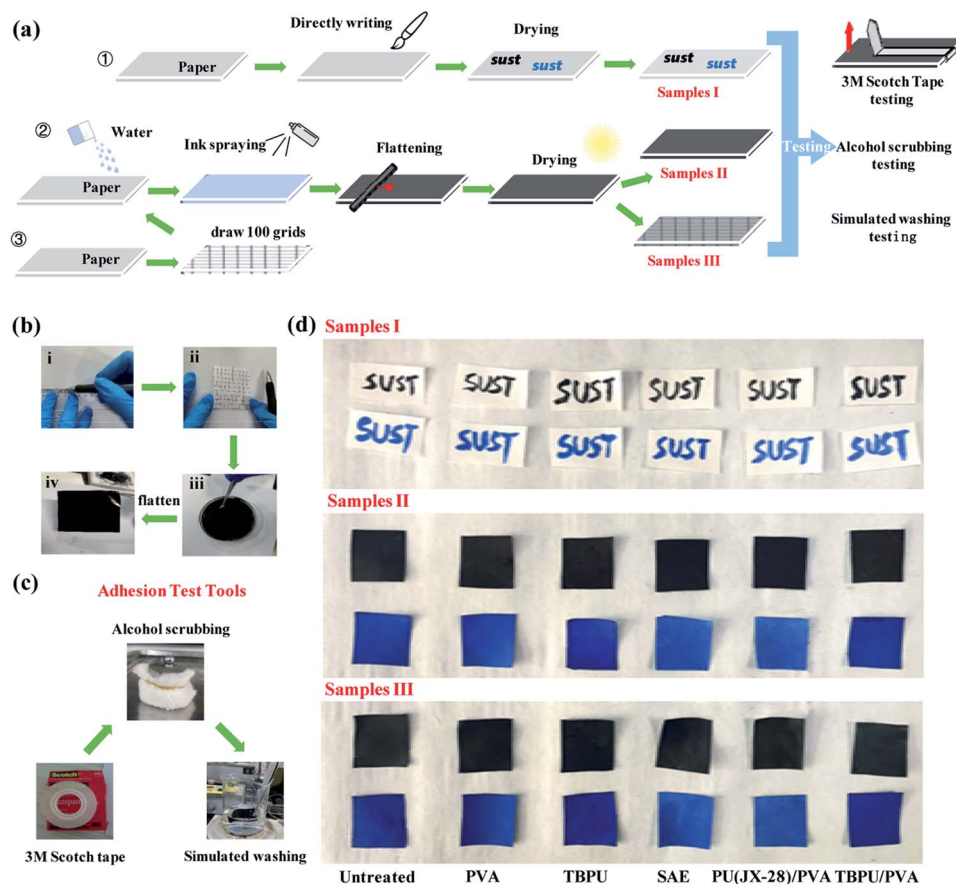 (a)
①
Paper
Directly writing
Drying
sust
sust
sust
sust
Samples I
3M Scotch Tape
testing
②
Water
Paper
Ink spraying
Flattening
Drying
Samples II
Testing
Alcohol scrubbing
testing
③
Paper
draw 100 grids
Samples III
Simulated washing
testing
(b)
i
ii
iv
flatten
iii
(c)
Adhesion Test Tools
Alcohol scrubbing
Scotch
3M Scotch tape
Simulated washing
(d)
Samples I
SUST SUST SUST SUST SUST SUST
SUST SUST SUST SUST SUST SUST
Samples II
Samples III
Untreated PVA TBPU SAE PU(JX-28)/PVA TBPU/PVA